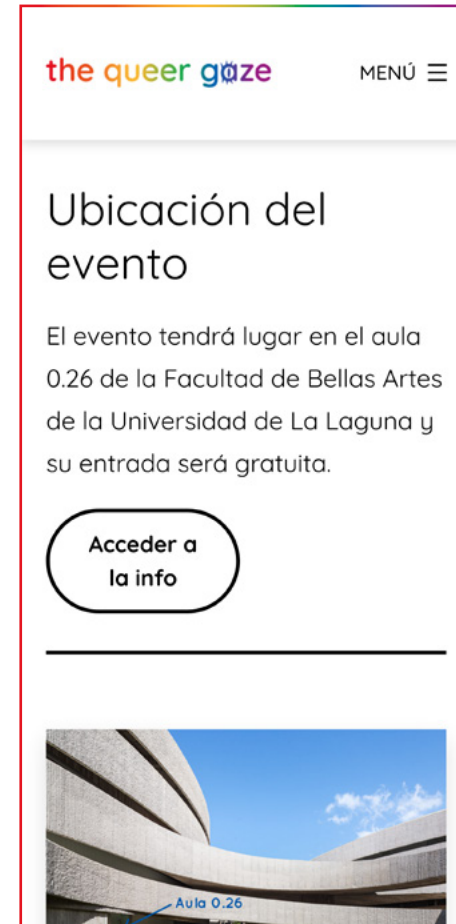 the queer gaze
MENÚ
Ubicación del
evento
El evento tendrá lugar en el aula
0.26 de la Facultad de Bellas Artes
de la Universidad de La Laguna y
su entrada será gratuita.
Acceder a
la info
Aula 0.26